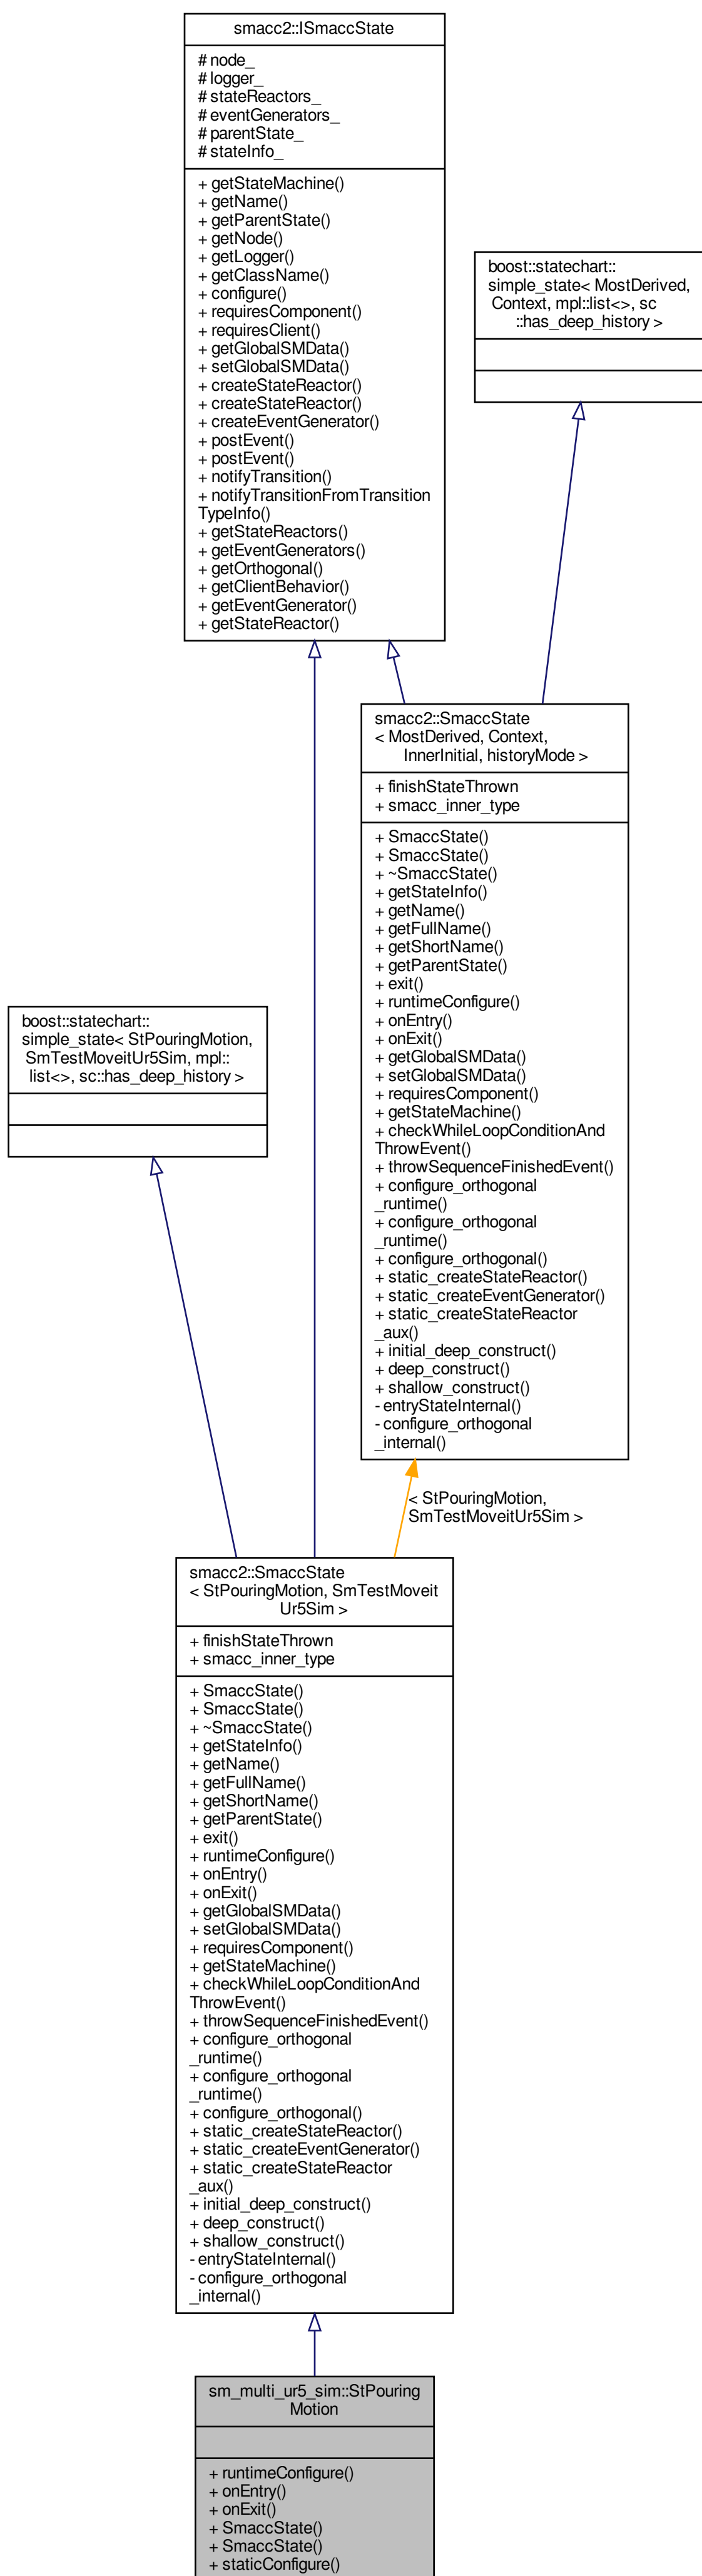 smacc2::ISmaccState
# node_
# logger_
# stateReactors_
# eventGenerators_
# parentState_
# stateInfo_
+ getStateMachine()
+ getName()
+ getParentState()
+ getNode()
+ getLogger()
+ getClassName()
+ configure()
+ requiresComponent()
+ requiresClient()
+ getGlobalSMData()
+ setGlobalSMData()
+ createStateReactor()
+ createStateReactor()
+ createEventGenerator()
+ postEvent()
+ postEvent()
+ notifyTransition()
+ notifyTransitionFromTransition
TypeInfo()
+ getStateReactors()
+ getEventGenerators()
+ getOrthogonal()
+ getClientBehavior()
+ getEventGenerator()
+ getStateReactor()
boost::statechart::
simple_state< MostDerived,
Context, mpl::list<>, sc
::has_deep_history >
smacc2::SmaccState
< MostDerived, Context,
InnerInitial, historyMode >
+ finishStateThrown
+ smacc_inner_type
+ SmaccState()
+ SmaccState()
+ ~SmaccState()
+ getStateInfo()
+ getName()
+ getFullName()
+ getShortName()
+ getParentState()
+ exit()
+ runtimeConfigure()
+ onEntry()
+ onExit()
+ getGlobalSMData()
+ setGlobalSMData()
+ requiresComponent()
+ getStateMachine()
+ checkWhileLoopConditionAnd
ThrowEvent()
+ throwSequenceFinishedEvent()
+ configure_orthogonal
_runtime()
+ configure_orthogonal
_runtime()
+ configure_orthogonal()
+ static_createStateReactor()
+ static_createEventGenerator()
+ static_createStateReactor
_aux()
+ initial_deep_construct()
+ deep_construct()
+ shallow_construct()
- entryStateInternal()
- configure_orthogonal
_internal()
boost::statechart::
simple_state< StPouringMotion,
SmTestMoveitUr5Sim, mpl::
list<>, sc::has_deep_history >
< StPouringMotion,
SmTestMoveitUr5Sim >
smacc2::SmaccState
< StPouringMotion, SmTestMoveit
Ur5Sim >
+ finishStateThrown
+ smacc_inner_type
+ SmaccState()
+ SmaccState()
+ ~SmaccState()
+ getStateInfo()
+ getName()
+ getFullName()
+ getShortName()
+ getParentState()
+ exit()
+ runtimeConfigure()
+ onEntry()
+ onExit()
+ getGlobalSMData()
+ setGlobalSMData()
+ requiresComponent()
+ getStateMachine()
+ checkWhileLoopConditionAnd
ThrowEvent()
+ throwSequenceFinishedEvent()
+ configure_orthogonal
_runtime()
+ configure_orthogonal
_runtime()
+ configure_orthogonal()
+ static_createStateReactor()
+ static_createEventGenerator()
+ static_createStateReactor
_aux()
+ initial_deep_construct()
+ deep_construct()
+ shallow_construct()
- entryStateInternal()
- configure_orthogonal
_internal()
sm_multi_ur5_sim::StPouring
Motion
+ runtimeConfigure()
+ onEntry()
+ onExit()
+ SmaccState()
+ SmaccState()
+ staticConfigure()